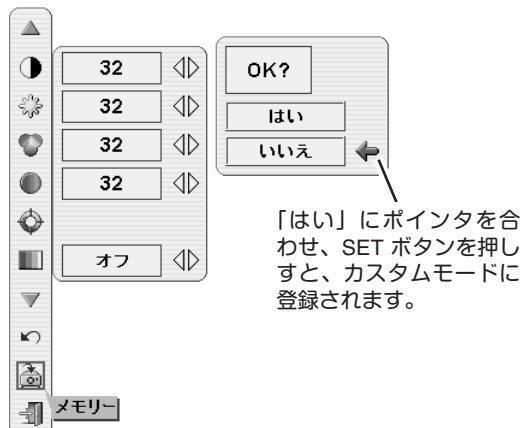 32
32
32
32
オフ
OK?
はい
いいえ
「はい」にポインタを合
わせ、SET ボタンを押し
すと、カスタムモードに
登録されます。
メモリー